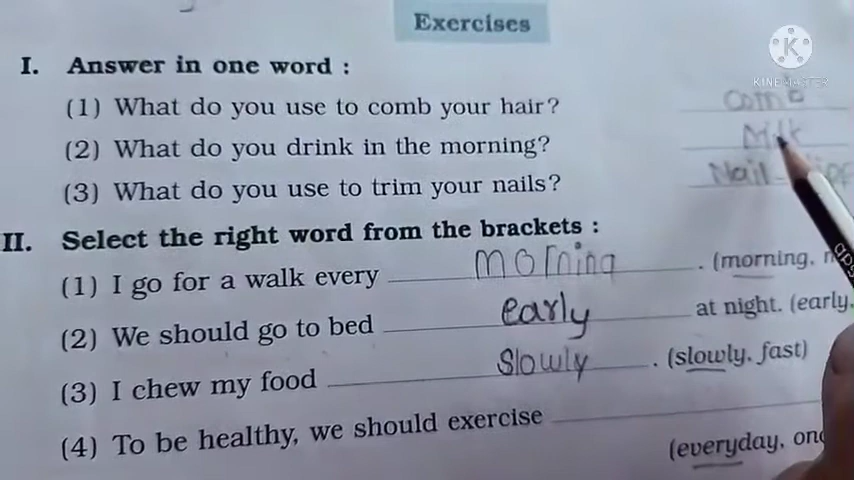 Exercises
KINEMASTER
I. Answer in one word :
(1) What do you use to comb your hair? Comb
(2) What do you drink in the morning? Milk
(3) What do you use to trim your nails? Nail
II. Select the right word from the brackets :
(1) I go for a walk every morning . (morning,
(2) We should go to bed early at night. (early,
(3) I chew my food slowly . (slowly, fast)
(4) To be healthy, we should exercise
(everyday,